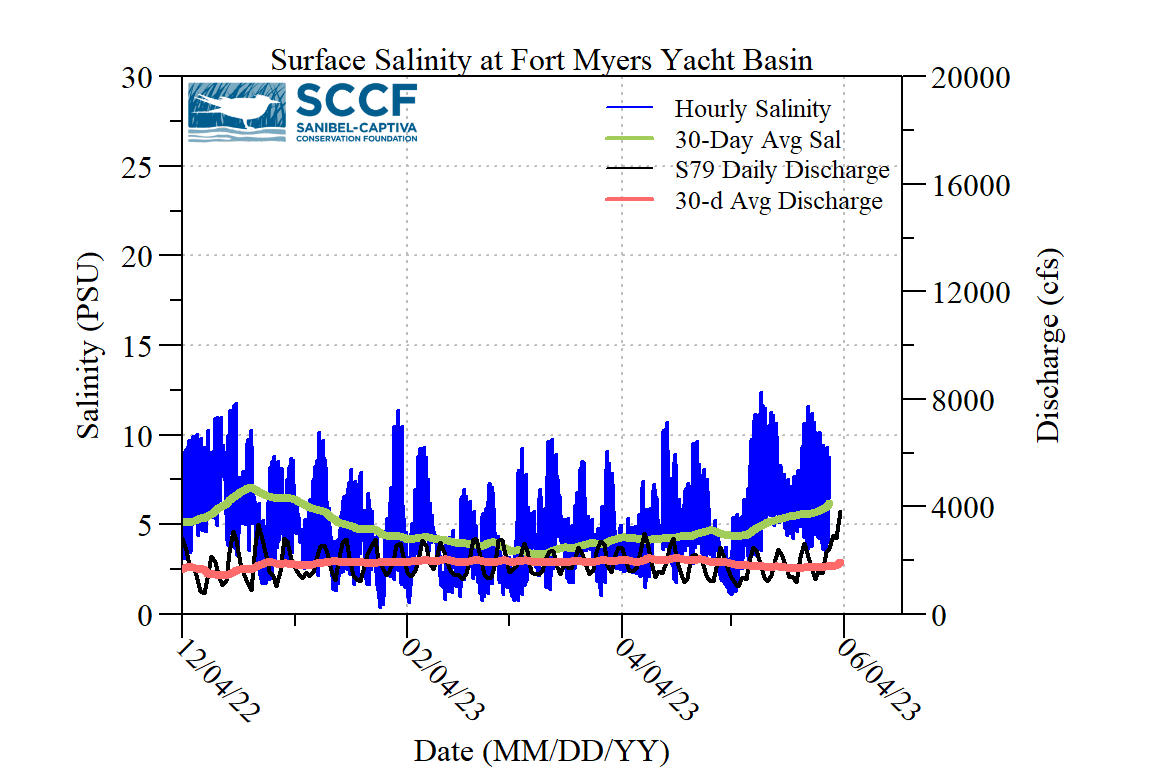 Surface Salinity at Fort Myers Yacht Basin
SCCF
SANIBEL-CAPTIVA
CONSERVATION FOUNDATION
Hourly Salinity
30-Day Avg Sal
S79 Daily Discharge
30-d Avg Discharge
Salinity (PSU)
30
25
20
15
10
5
0
20000
16000
12000
8000
4000
0
Discharge (cfs)
12/04/22
02/04/23
04/04/23
06/04/23
Date (MM/DD/YY)